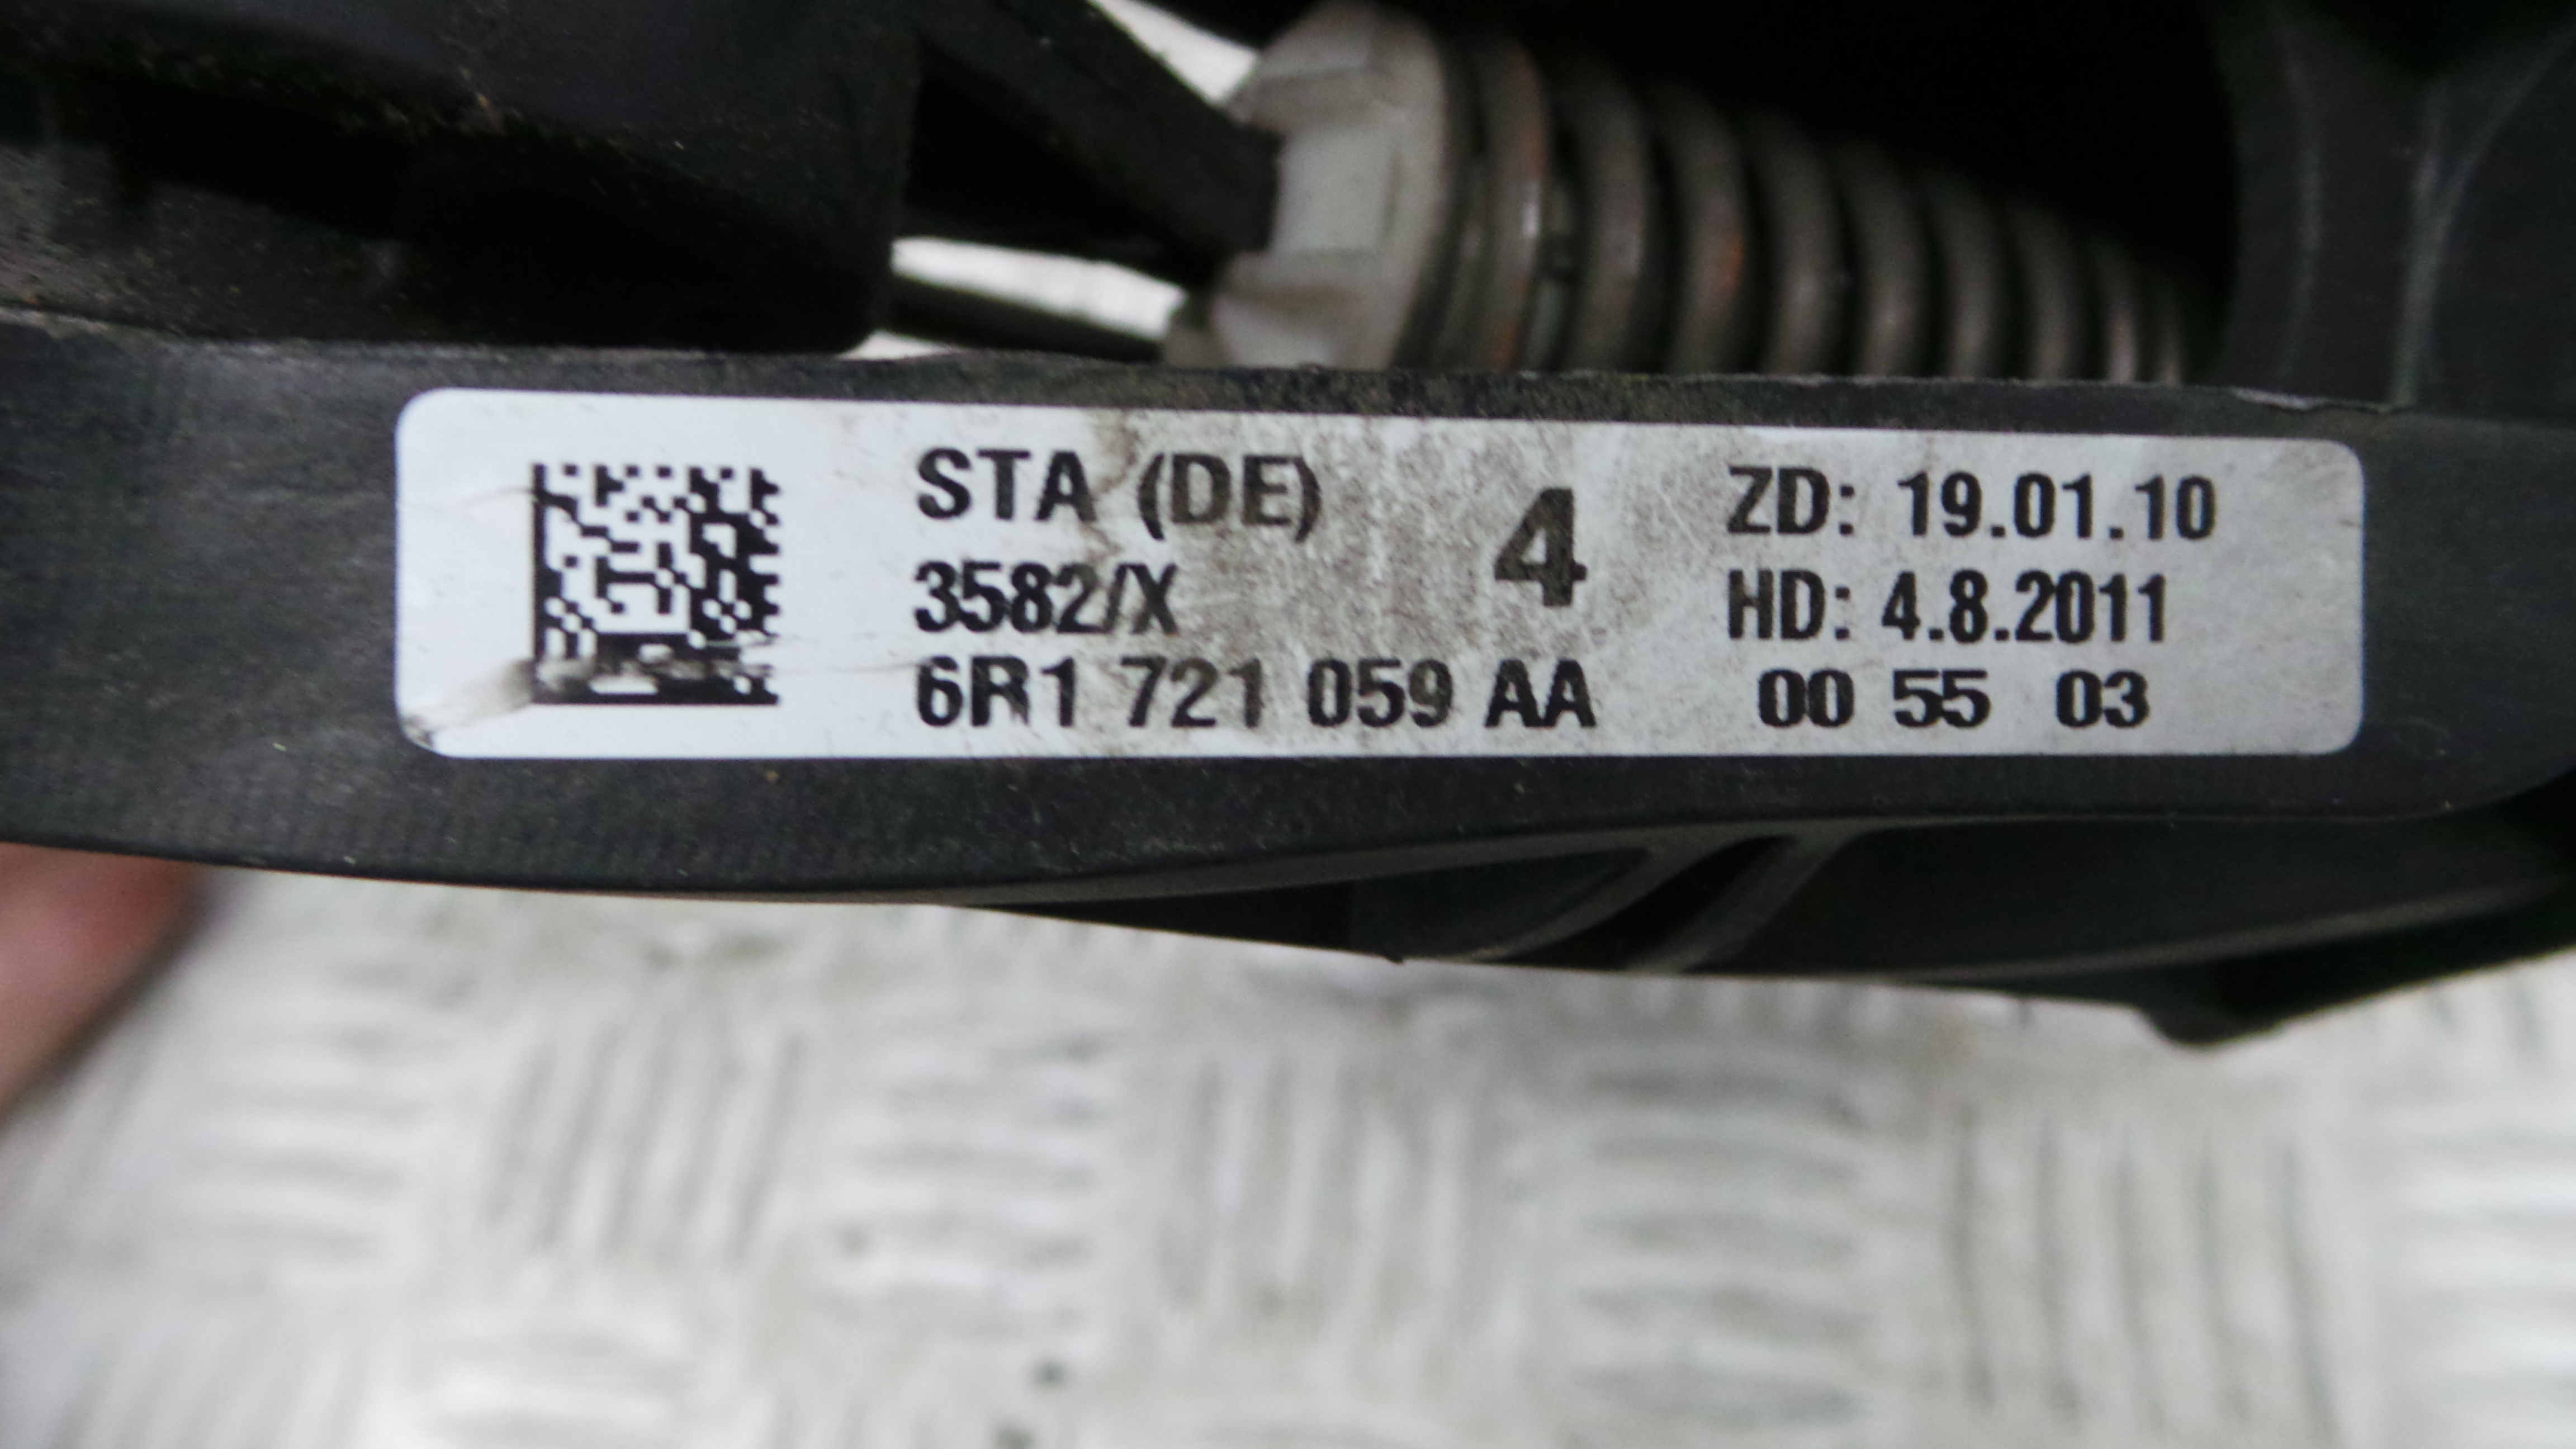 STA (DE)
3582/X
4
6R1 721 059 AA
ZD: 19.01.10
HD: 4.8.2011
00 55 03